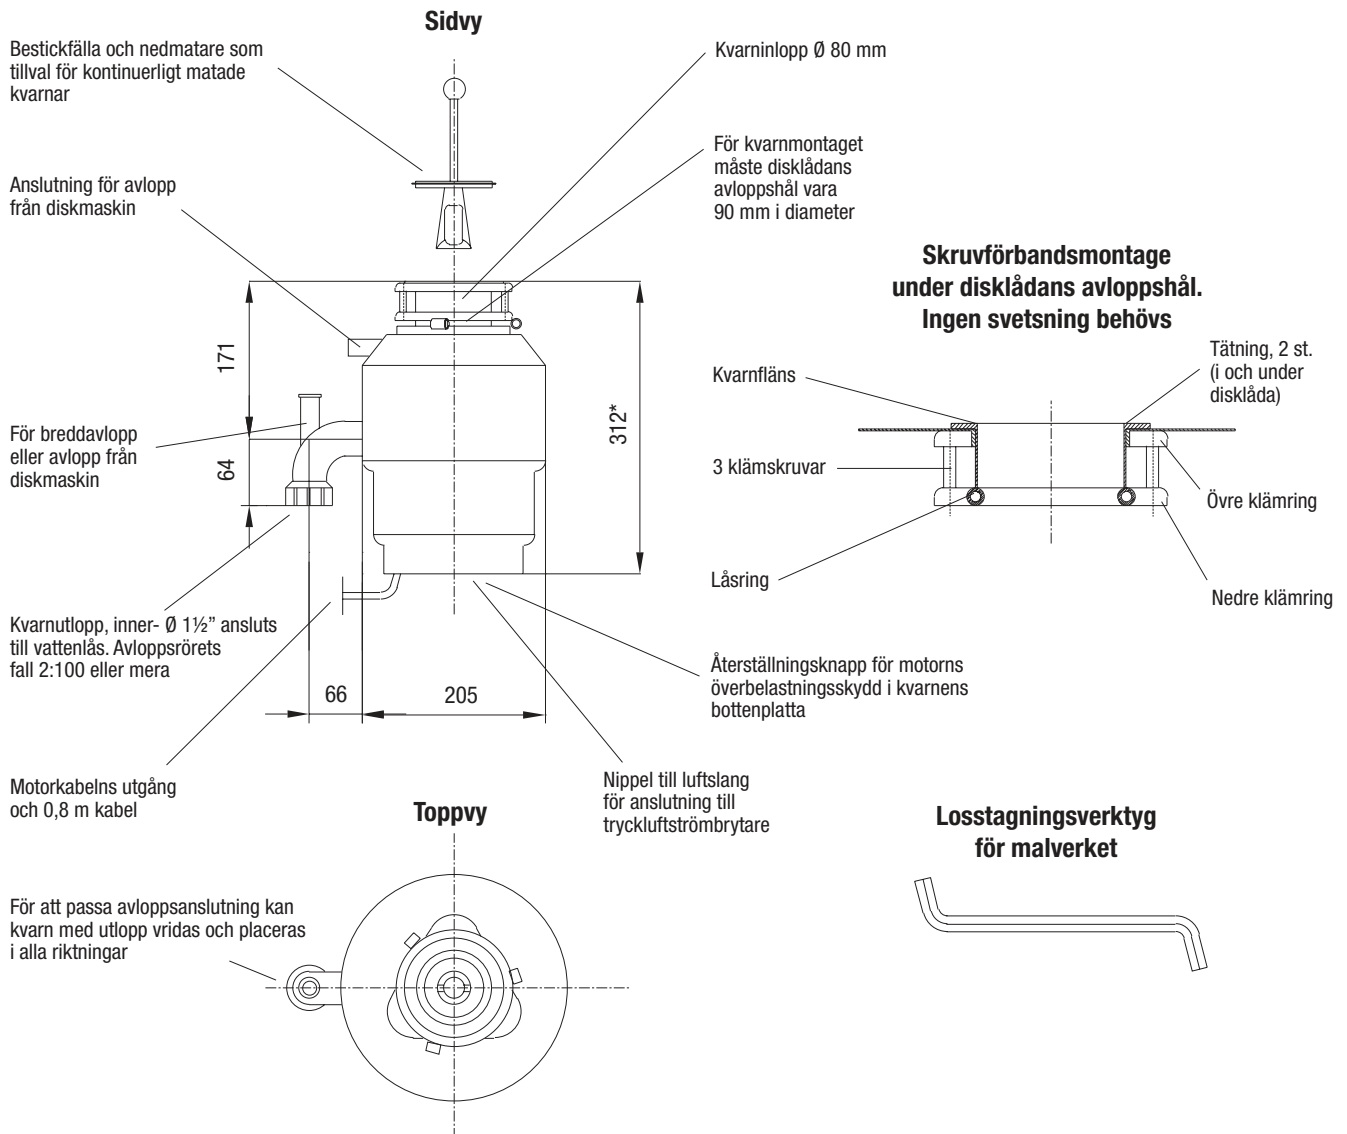 Sidvy
Bestickfälla och nedmatare som
tillval för kontinuerligt matade
kvarnar
Kvarninlopp Ø 80 mm
För kvarnmontaget
måste disklådans
avloppshål vara
90 mm i diameter
Anslutning för avlopp
från diskmaskin
171
64
312*
För breddavlopp
eller avlopp från
diskmaskin
Kvarnutlopp, inner- Ø 1½” ansluts
till vattenlås. Avloppsrörets
fall 2:100 eller mera
66
205
Återställningsknapp för motorns
överbelastningsskydd i kvarnens
bottenplatta
Motorkabelns utgång
och 0,8 m kabel
Nippel till luftslang
för anslutning till
tryckluftströmbrytare
Skruvförbandsmontage
under disklådans avloppshål.
Ingen svetsning behövs
Kvarnfläns
Tätning, 2 st.
(i och under
disklåda)
3 klämskruvar
Övre klämring
Låsring
Nedre klämring
Toppvy
För att passa avloppsanslutning kan
kvarn med utlopp vridas och placeras
i alla riktningar
Losstagningsverktyg
för malverket